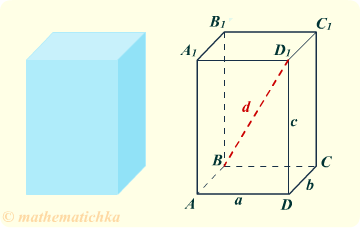 B₁ C₁
A₁ D₁
d
c
B C
b
A a D
© mathematichka